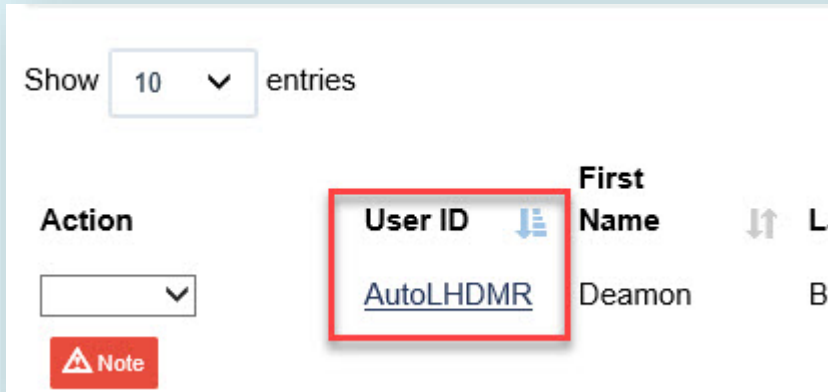 Show 10 entries
First
Action User ID Name
AutoLHDMR Deamon
Note